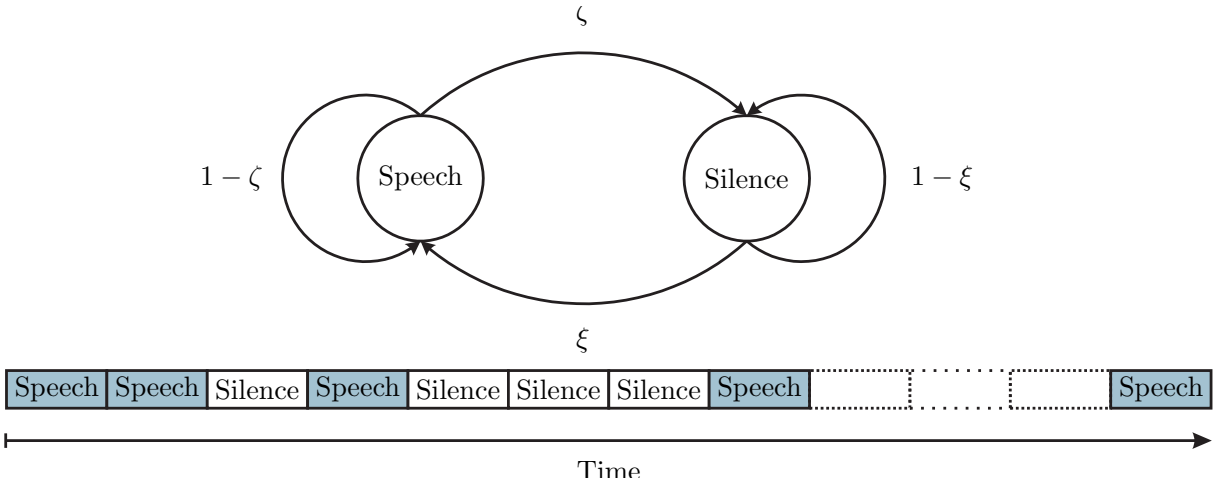 ζ
1 − ζ Speech Silence 1 − ξ
ξ
Speech Speech Silence Speech Silence Silence Silence Speech Speech
Time